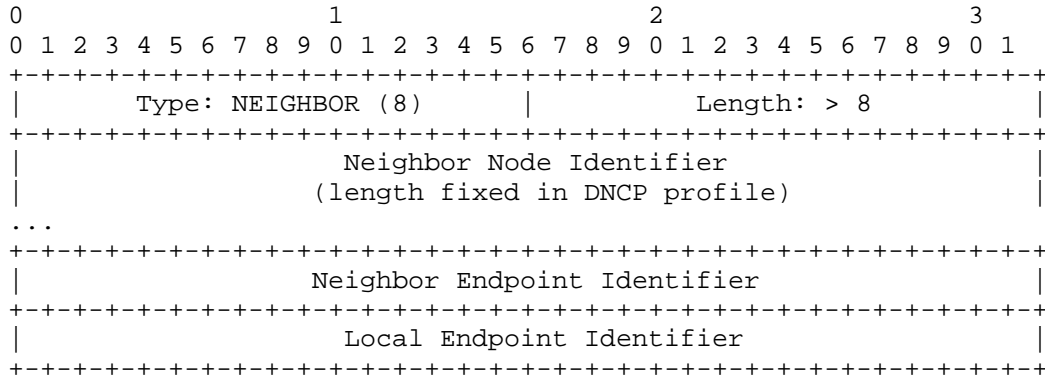 0                   1                   2                   3
0 1 2 3 4 5 6 7 8 9 0 1 2 3 4 5 6 7 8 9 0 1 2 3 4 5 6 7 8 9 0 1
+-+-+-+-+-+-+-+-+-+-+-+-+-+-+-+-+-+-+-+-+-+-+-+-+-+-+-+-+-+-+-+-+
|       Type: NEIGHBOR (8)      |          Length: > 8          |
+-+-+-+-+-+-+-+-+-+-+-+-+-+-+-+-+-+-+-+-+-+-+-+-+-+-+-+-+-+-+-+-+
|                    Neighbor Node Identifier                   |
|                  (length fixed in DNCP profile)               |
...
+-+-+-+-+-+-+-+-+-+-+-+-+-+-+-+-+-+-+-+-+-+-+-+-+-+-+-+-+-+-+-+-+
|                  Neighbor Endpoint Identifier                 |
+-+-+-+-+-+-+-+-+-+-+-+-+-+-+-+-+-+-+-+-+-+-+-+-+-+-+-+-+-+-+-+-+
|                    Local Endpoint Identifier                  |
+-+-+-+-+-+-+-+-+-+-+-+-+-+-+-+-+-+-+-+-+-+-+-+-+-+-+-+-+-+-+-+-+